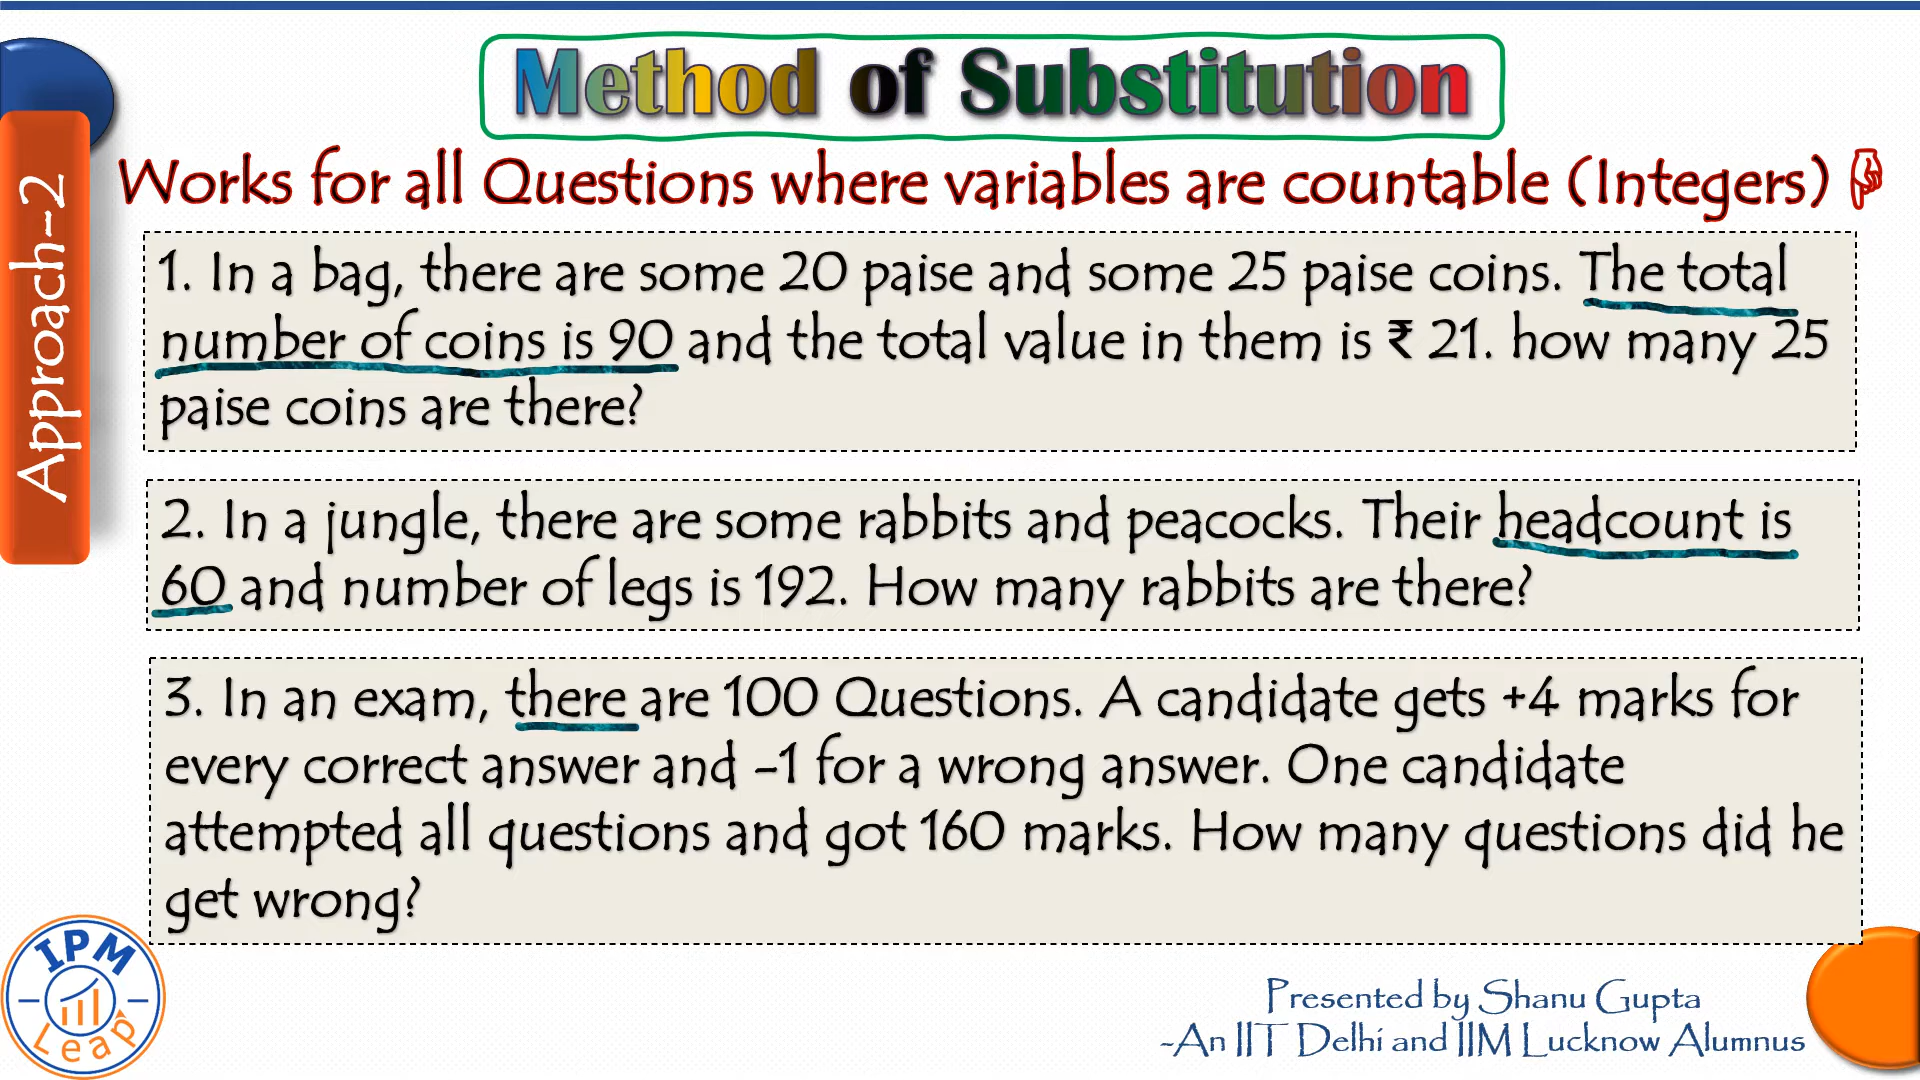 Method of Substitution
Approach-2
Works for all Questions where variables are countable (Integers)
1. In a bag, there are some 20 paise and some 25 paise coins. The total
number of coins is 90 and the total value in them is ₹ 21. how many 25
paise coins are there?
2. In a jungle, there are some rabbits and peacocks. Their headcount is
60 and number of legs is 192. How many rabbits are there?
3. In an exam, there are 100 Questions. A candidate gets +4 marks for
every correct answer and -1 for a wrong answer. One candidate
attempted all questions and got 160 marks. How many questions did he
get wrong?
IPM
Leap
Presented by Shanu Gupta
-An IIT Delhi and IIM Lucknow Alumnus